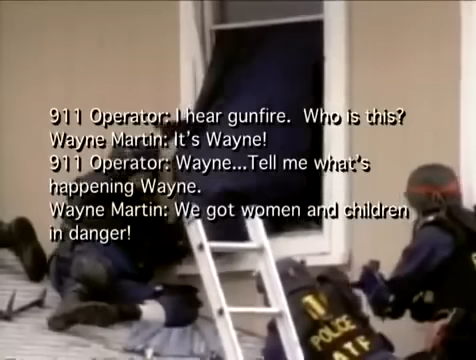 911 Operator: I hear gunfire.  Who is this?
Wayne Martin: It's Wayne!
911 Operator: Wayne...Tell me what's
happening Wayne.
Wayne Martin: We got women and children
in danger!
POLICE
ATF